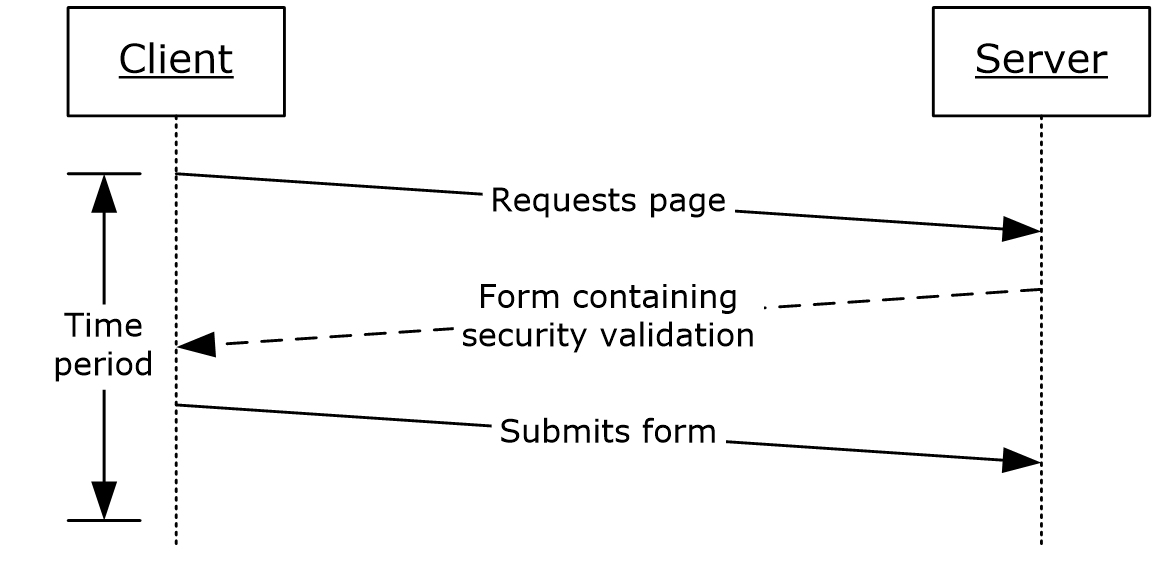 Client
Server
Requests page
Form containing
security validation
Time
period
Submits form